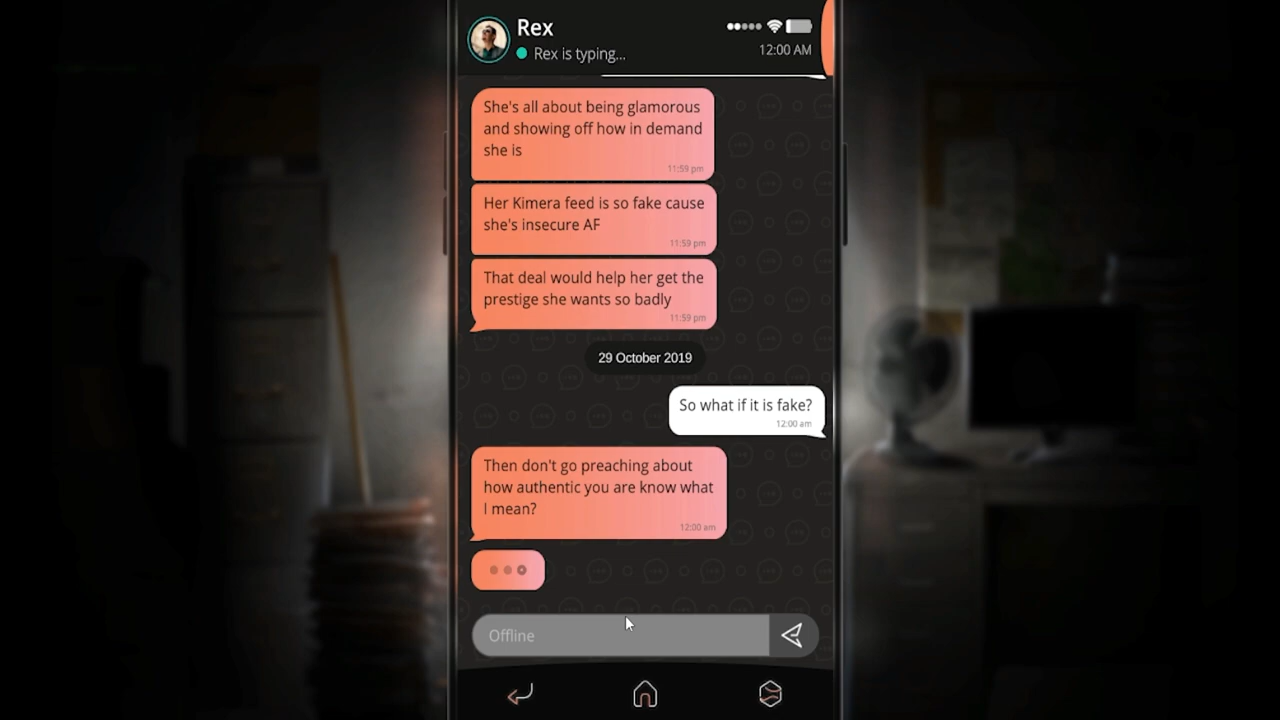 Rex
Rex is typing...
12:00 AM
She's all about being glamorous
and showing off how in demand
she is
11:59 pm
Her Kimera feed is so fake cause
she's insecure AF
11:59 pm
That deal would help her get the
prestige she wants so badly
11:59 pm
29 October 2019
So what if it is fake?
12:00 am
Then don't go preaching about
how authentic you are know what
I mean?
12:00 am
Offline